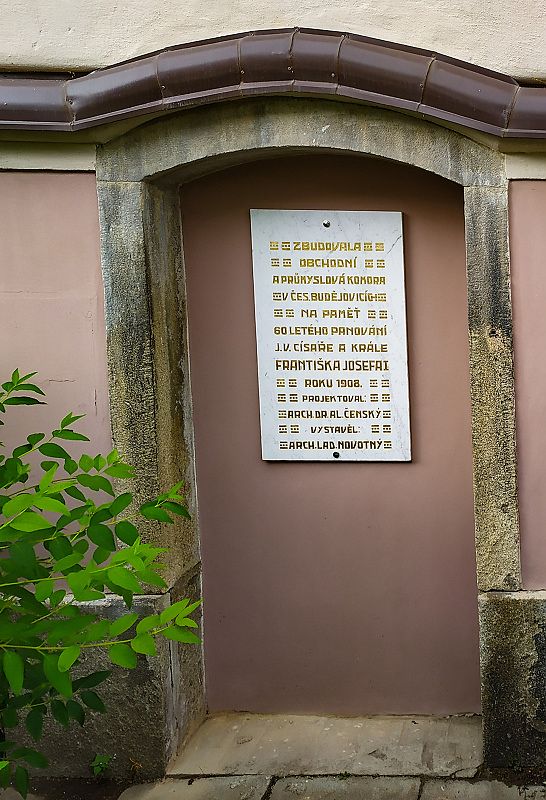 ZBUDOVALA
OBCHODNÍ
A PRŮMYSLOVÁ KOMORA
V ČES. BUDĚJOVICÍCH
NA PAMĚŤ
60 LETÉHO PANOVÁNÍ
J.V. CÍSAŘE A KRÁLE
FRANTIŠKA JOSEFA I
ROKU 1908.
PROJEKTOVAL:
ARCH. DR. AL. ČENSKÝ
VYSTAVĚL:
ARCH. LAD. NOVOTNÝ